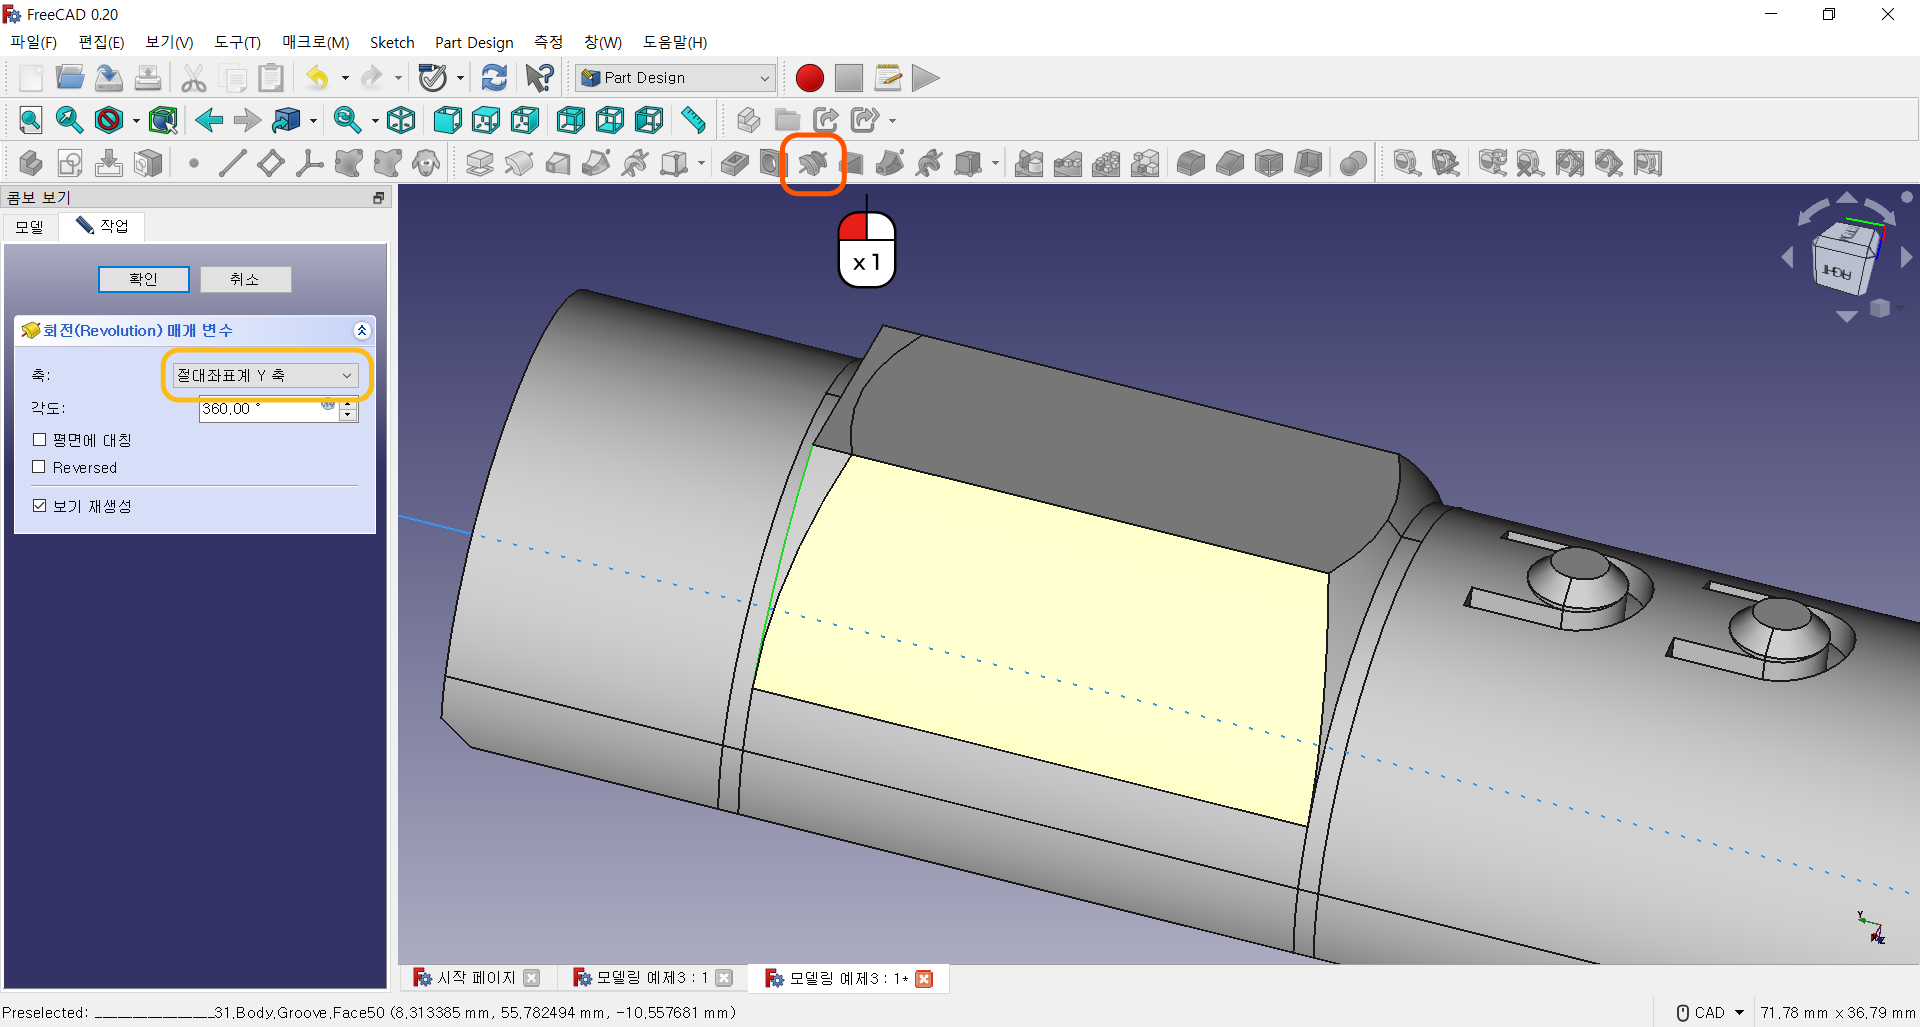 FreeCAD 0.20
파일(F) 편집(E) 보기(V) 도구(T) 매크로(M) Sketch Part Design 측정 창(W) 도움말(H)
Part Design
콤보 보기
모델 작업
확인 취소
회전(Revolution) 매개 변수
축: 절대좌표계 Y 축
각도: 360.00 °
평면에 대칭
Reversed
보기 재생성
x 1
RIGHT
Y
시작 페이지 모델링 예제3 : 1 모델링 예제3 : 1*
Preselected: _________________31.Body.Groove.Face50 (8.313385 mm, 55.782494 mm, -10.557681 mm)
CAD 71.78 mm x 36.79 mm